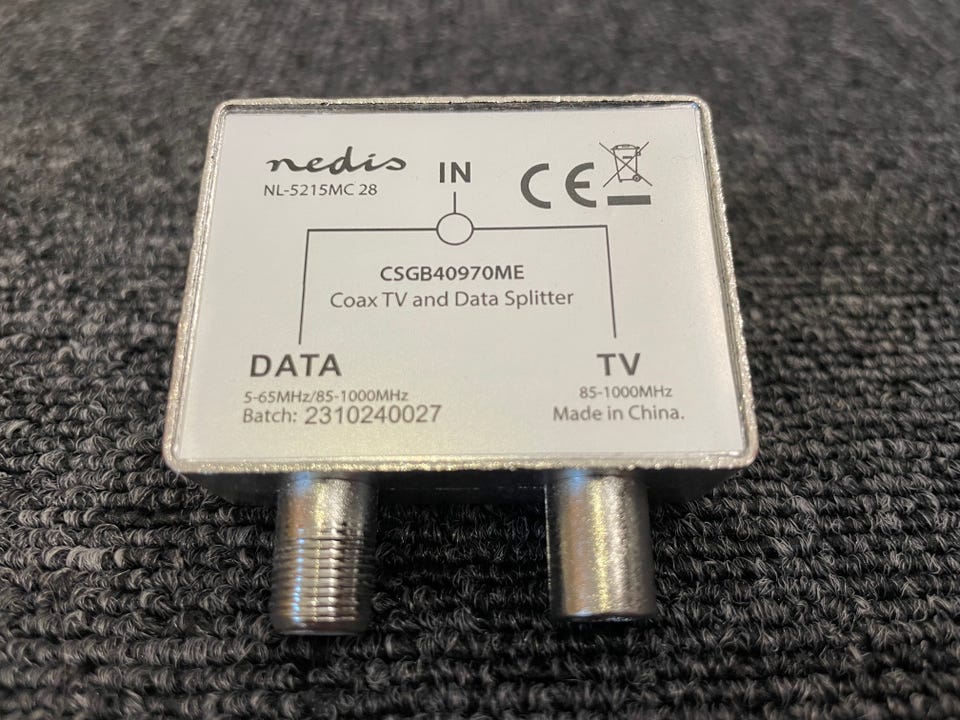 nedis
NL-5215MC 28
IN
CE
CSGB40970ME
Coax TV and Data Splitter
DATA
5-65MHz/85-1000MHz
Batch: 2310240027
TV
85-1000MHz
Made in China.